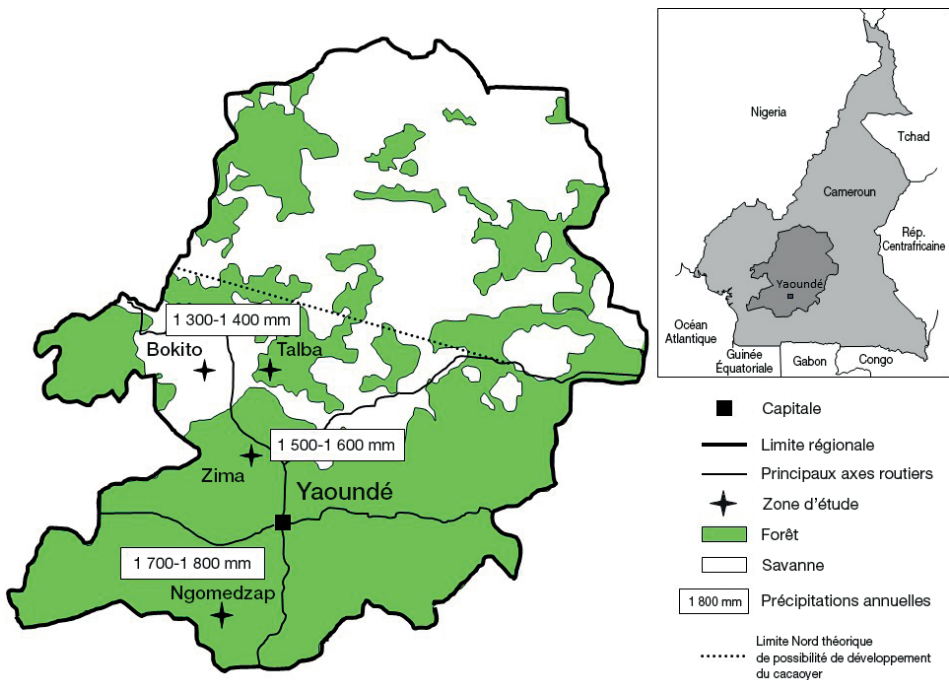 1 300-1 400 mm
Bokito
Talba
1 500-1 600 mm
Zima
Yaoundé
1 700-1 800 mm
Ngomedzap
Nigeria
Tchad
Cameroun
Rép.
Centrafricaine
Yaoundé
Océan
Atlantique
Guinée
Équatoriale
Gabon
Congo
Capitale
Limite régionale
Principaux axes routiers
Zone d'étude
Forêt
Savanne
1 800 mm
Précipitations annuelles
Limite Nord théorique
de possibilité de développement
du cacaoyer